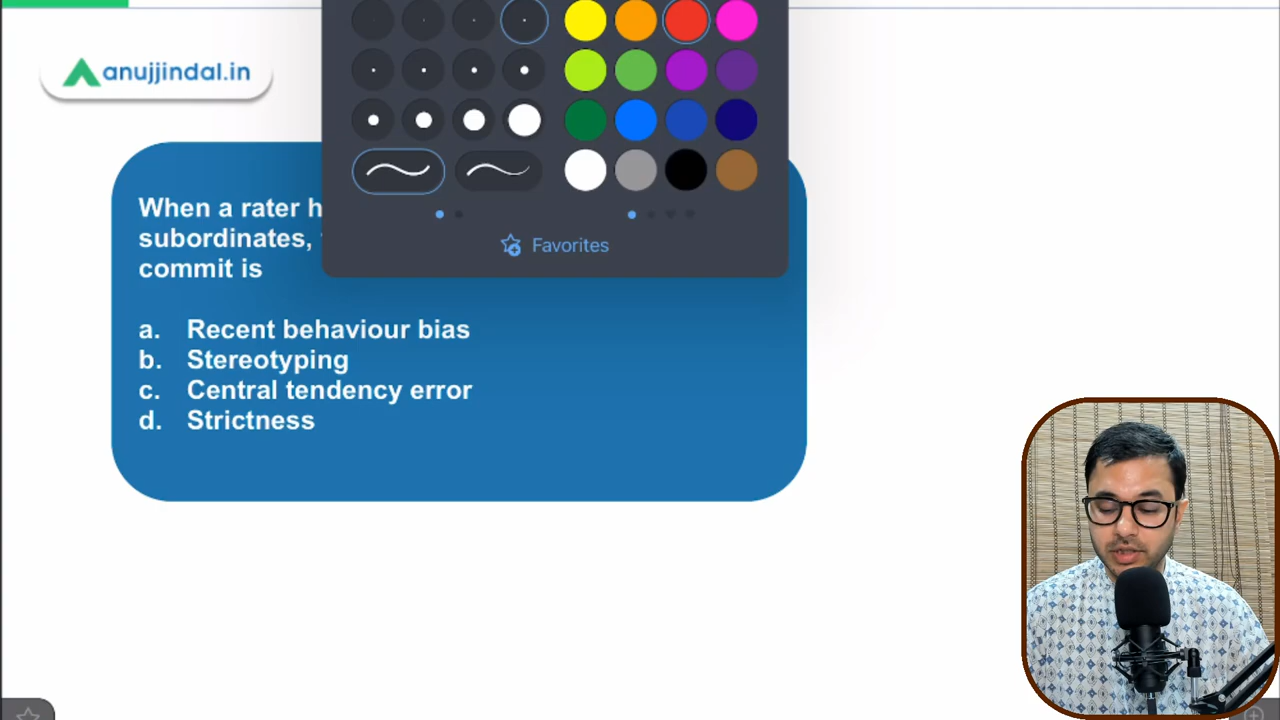 anujjindal.in
When a rater h
subordinates,
commit is
Favorites
a. Recent behaviour bias
b. Stereotyping
c. Central tendency error
d. Strictness